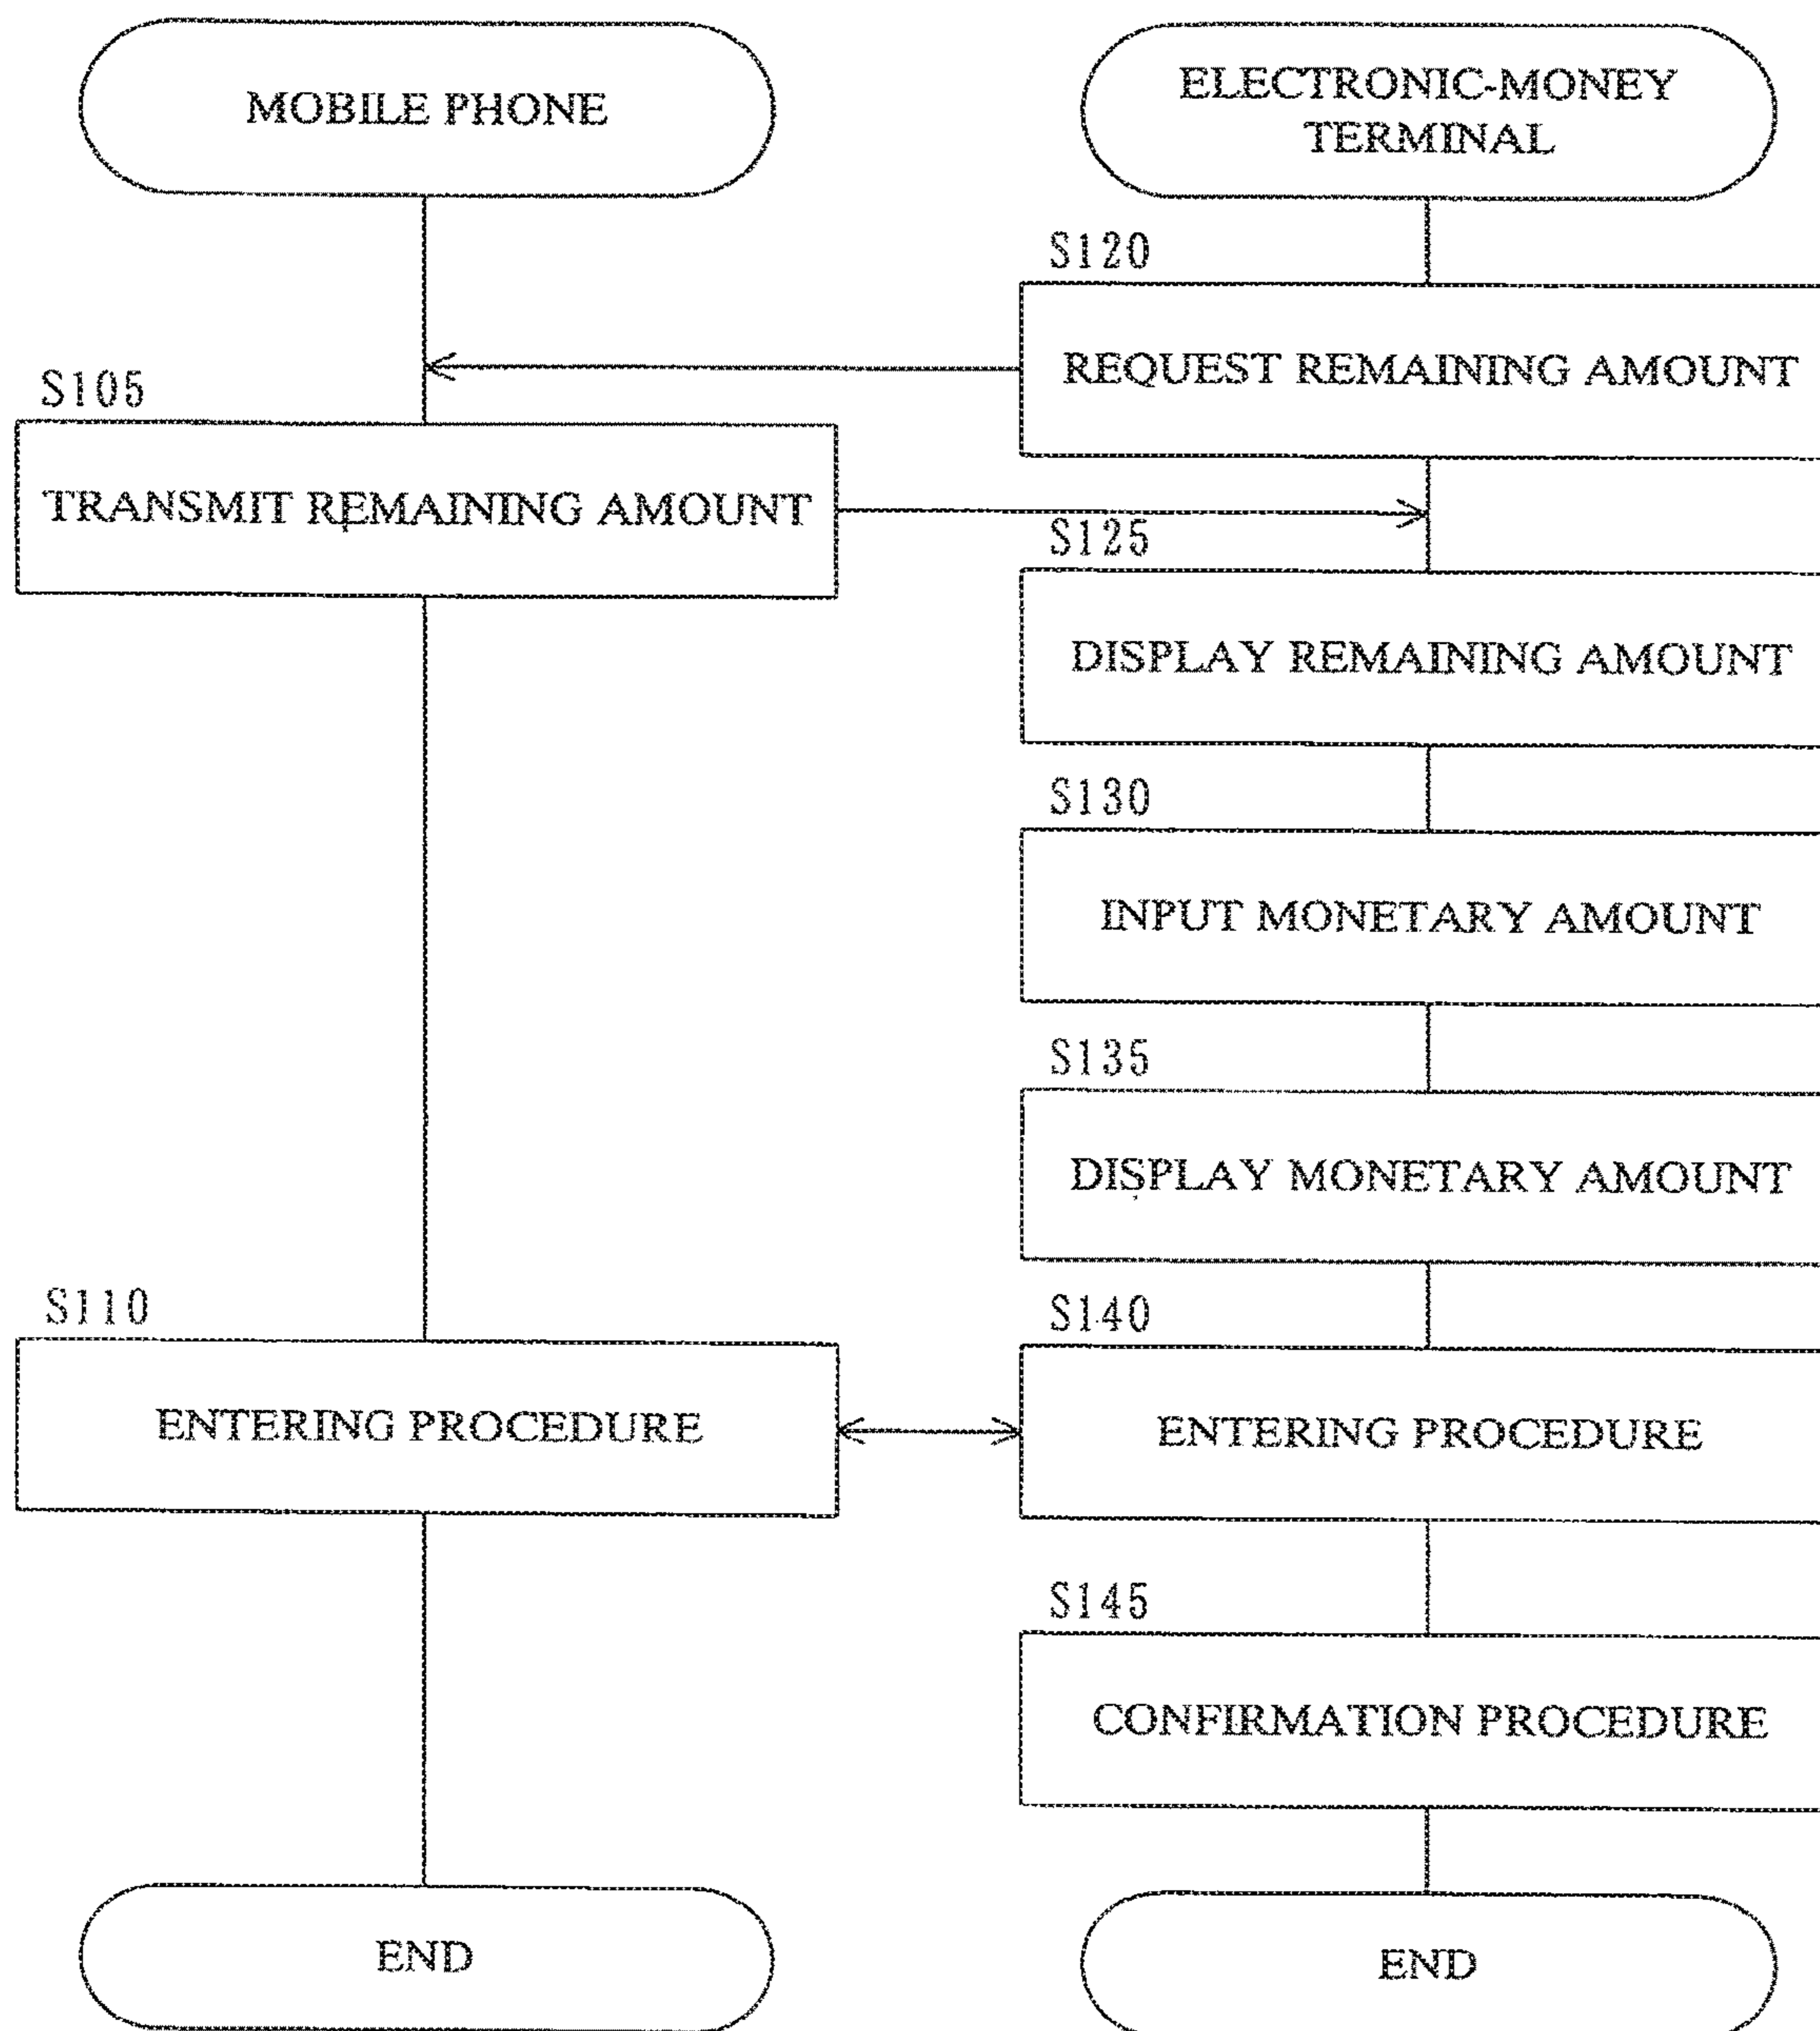 MOBILE PHONE
ELECTRONIC-MONEY
TERMINAL
S120
REQUEST REMAINING AMOUNT
S105
TRANSMIT REMAINING AMOUNT
S125
DISPLAY REMAINING AMOUNT
S130
INPUT MONETARY AMOUNT
S135
DISPLAY MONETARY AMOUNT
S110
ENTERING PROCEDURE
S140
ENTERING PROCEDURE
S145
CONFIRMATION PROCEDURE
END
END